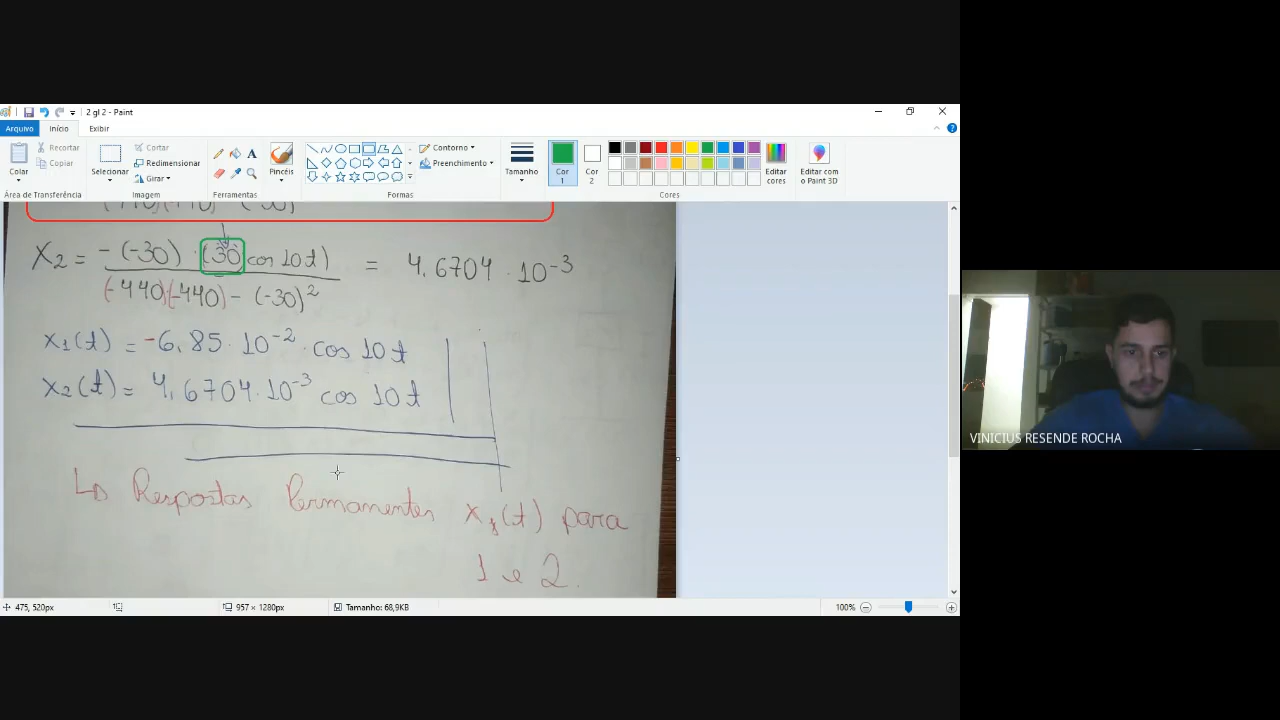 2 gl 2 - Paint
Arquivo Início Exibir
Colar
Recortar
Copiar
Área de Transferência
Selecionar
Cortar
Redimensionar
Girar
Imagem
Ferramentas
Pincéis
Contorno
Preenchimento
Formas
Tamanho
Cor 1
Cor 2
Editar cores
Cores
Editar com o Paint 3D
X2 = -(-30) · (30 cos 10t) / (-440)(-440) - (-30)² = 4,6704 · 10⁻³
x1(t) = -6,85 · 10⁻² · cos 10t
x2(t) = 4,6704 · 10⁻³ cos 10t
Respostas Permanentes x (t) para
1 e 2.
VINICIUS RESENDE ROCHA
475, 520px
957 × 1280px
Tamanho: 68,9KB
100%